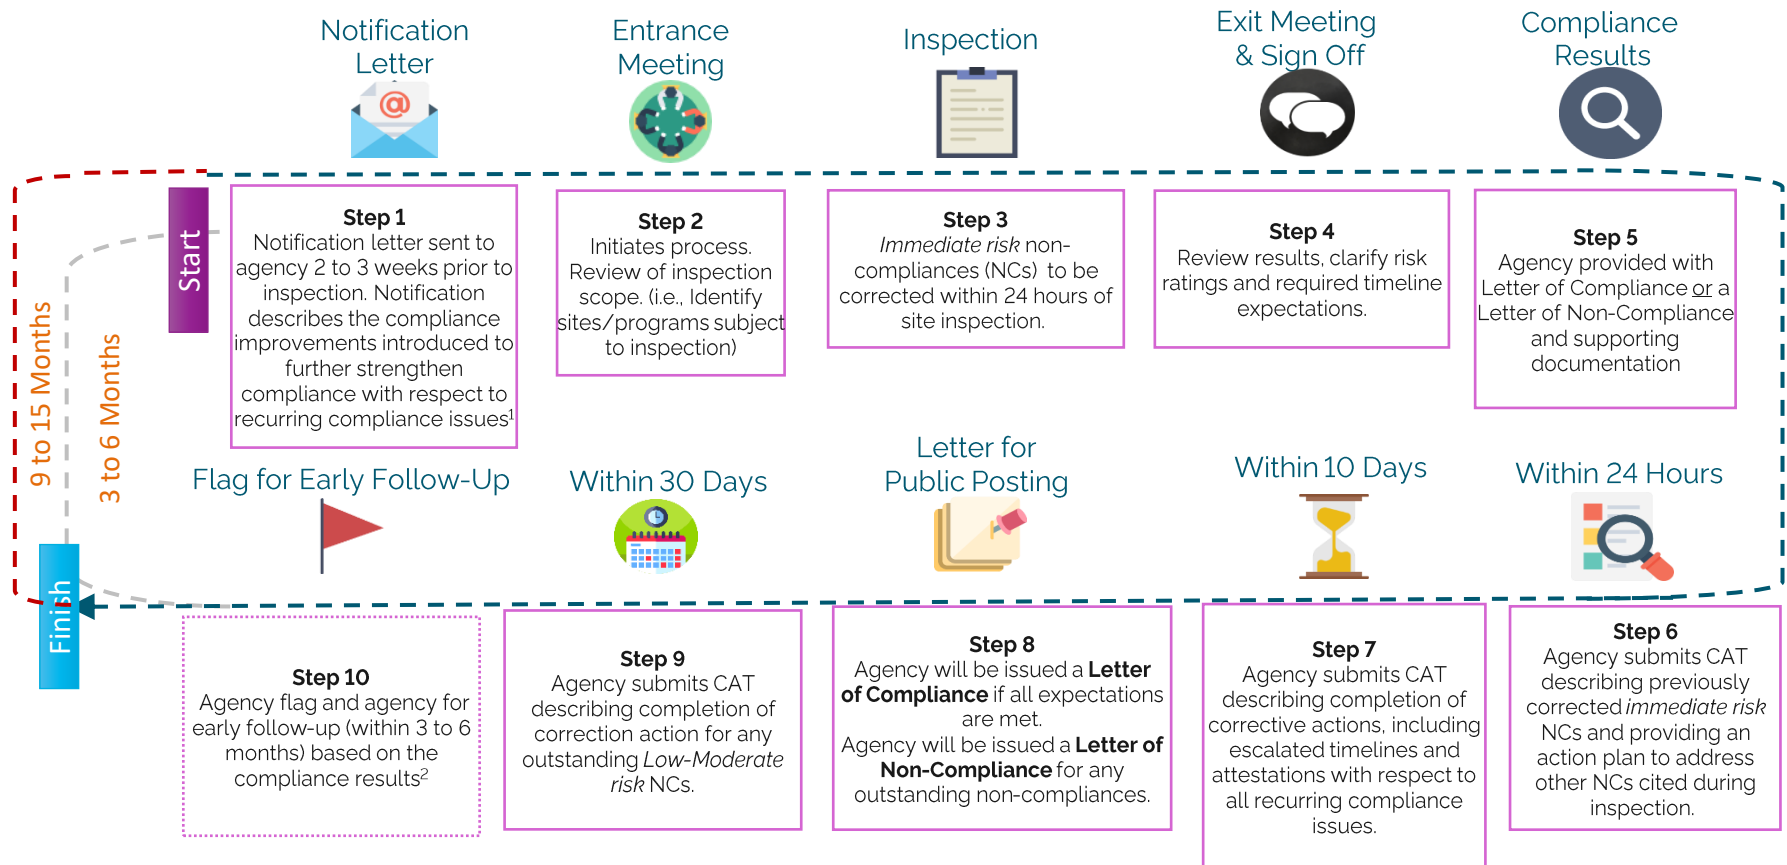 Notification
Letter
Entrance
Meeting
Inspection
Exit Meeting
& Sign Off
Compliance
Results
@
Start
Step 1
Notification letter sent to
agency 2 to 3 weeks prior to
inspection. Notification
describes the compliance
improvements introduced to
further strengthen
compliance with respect to
recurring compliance issues1
Step 2
Initiates process.
Review of inspection
scope. (i.e., Identify
sites/programs subject
to inspection)
Step 3
Immediate risk non-
compliances (NCs) to be
corrected within 24 hours of
site inspection.
Step 4
Review results, clarify risk
ratings and required timeline
expectations.
Step 5
Agency provided with
Letter of Compliance or a
Letter of Non-Compliance
and supporting
documentation
9 to 15 Months
3 to 6 Months
Flag for Early Follow-Up
Within 30 Days
Letter for
Public Posting
Within 10 Days
Within 24 Hours
Finish
Step 10
Agency flag and agency for
early follow-up (within 3 to 6
months) based on the
compliance results2
Step 9
Agency submits CAT
describing completion of
correction action for any
outstanding Low-Moderate
risk NCs.
Step 8
Agency will be issued a Letter
of Compliance if all expectations
are met.
Agency will be issued a Letter of
Non-Compliance for any
outstanding non-compliances.
Step 7
Agency submits CAT
describing completion of
corrective actions, including
escalated timelines and
attestations with respect to
all recurring compliance
issues.
Step 6
Agency submits CAT
describing previously
corrected immediate risk
NCs and providing an
action plan to address
other NCs cited during
inspection.